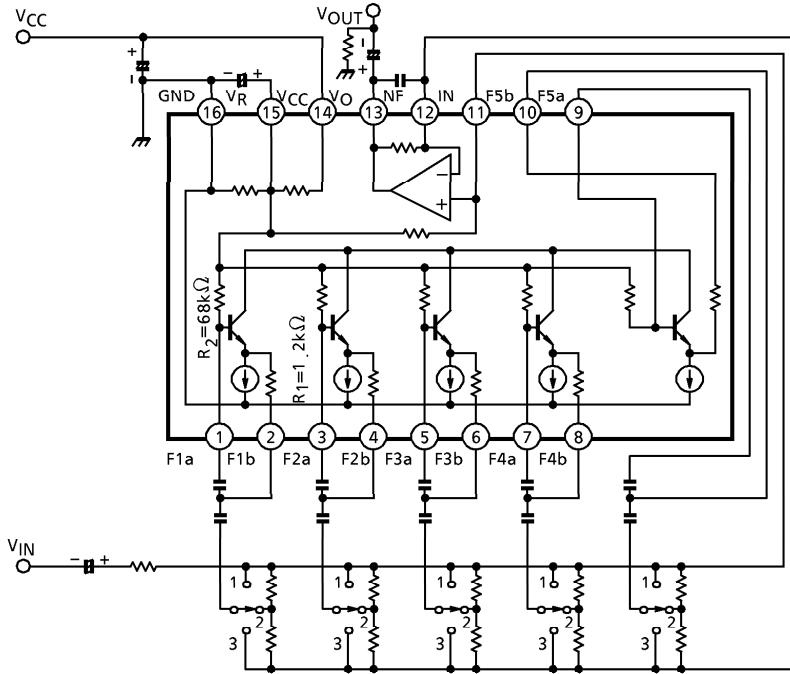 VCC
VOUT
+
−
−
+
−
+
GND
VR
VCC
VO
NF
IN
F5b
F5a
16
15
14
13
12
11
10
9
−
+
R2=68kΩ
R1=1.2kΩ
1
2
3
4
5
6
7
8
F1a
F1b
F2a
F2b
F3a
F3b
F4a
F4b
VIN
−
+
1
1
1
1
1
2
2
2
2
2
3
3
3
3
3